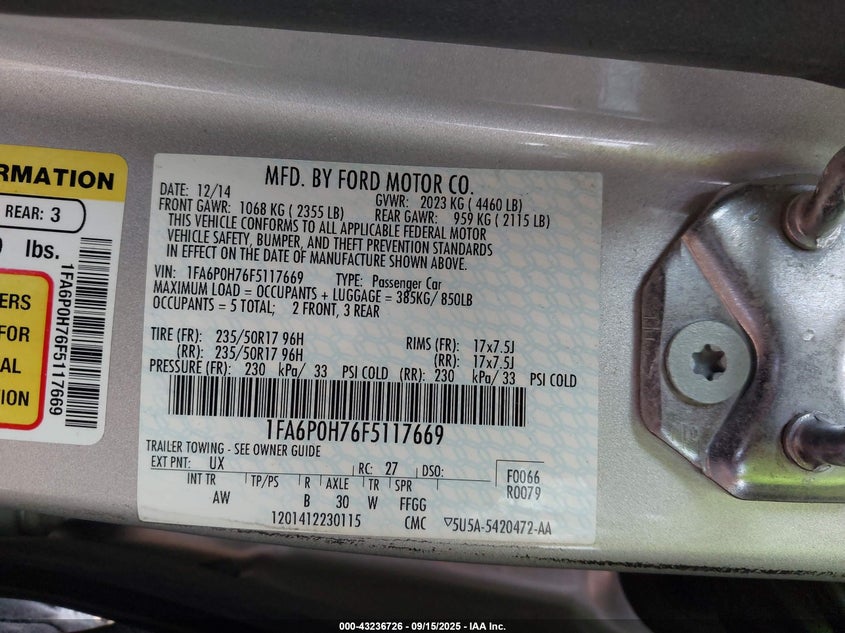 RMATION
REAR: 3
lbs.
ERS
FOR
AL
TION
1FA6P0H76F5117669
MFD. BY FORD MOTOR CO.
DATE: 12/14 GVWR: 2023 KG ( 4460 LB)
FRONT GAWR: 1068 KG ( 2355 LB) REAR GAWR: 959 KG ( 2115 LB)
THIS VEHICLE CONFORMS TO ALL APPLICABLE FEDERAL MOTOR
VEHICLE SAFETY, BUMPER, AND THEFT PREVENTION STANDARDS
IN EFFECT ON THE DATE OF MANUFACTURE SHOWN ABOVE.
VIN: 1FA6P0H76F5117669 TYPE: Passenger Car
MAXIMUM LOAD = OCCUPANTS + LUGGAGE = 385KG/ 850LB
OCCUPANTS = 5 TOTAL; 2 FRONT, 3 REAR
TIRE (FR): 235/50R17 96H RIMS (FR): 17x7.5J
(RR): 235/50R17 96H (RR): 17x7.5J
PRESSURE (FR): 230 kPa/ 33 PSI COLD (RR): 230 kPa/ 33 PSI COLD
1FA6P0H76F5117669
TRAILER TOWING - SEE OWNER GUIDE
EXT PNT: UX RC: 27 DSO: F0066
INT TR TP/PS R AXLE TR SPR R0079
AW B 30 W FFGG
1201412230115 CMC ▽5U5A-5420472-AA
000-43236726 - 09/15/2025 - IAA Inc.